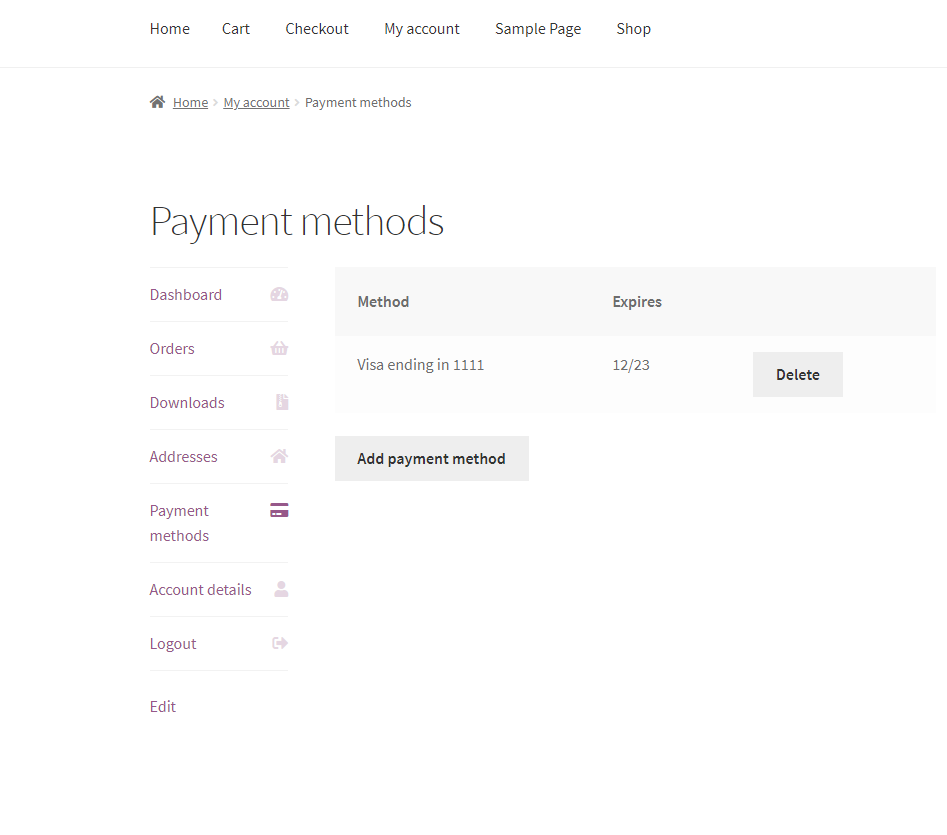 Home Cart Checkout My account Sample Page Shop
Home My account Payment methods
Payment methods
Dashboard
Orders
Downloads
Addresses
Payment
methods
Account details
Logout
Edit
Method Expires
Visa ending in 1111 12/23 Delete
Add payment method